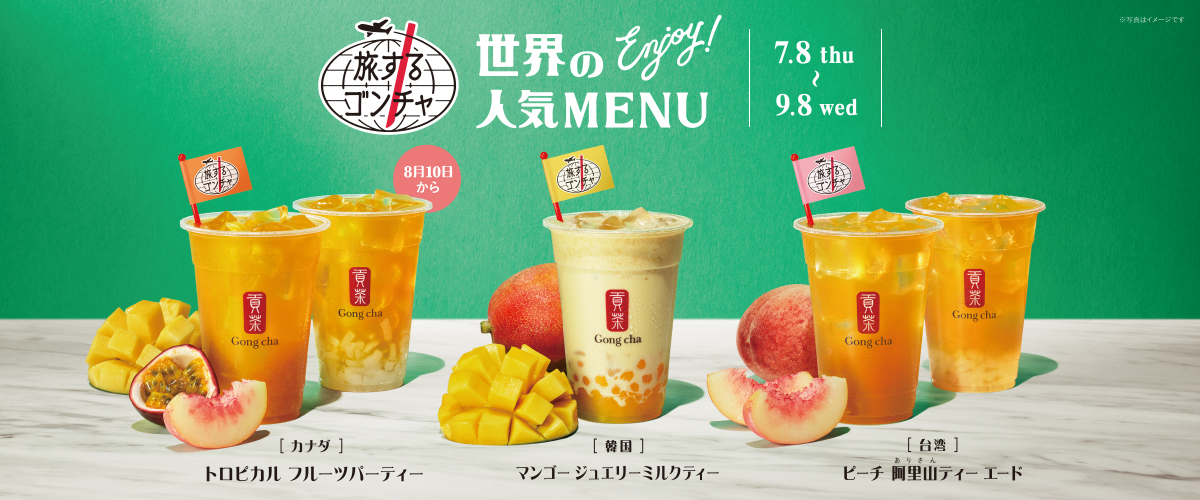 ※写真はイメージです
旅する
ゴンチャ
世界の Enjoy!
人気MENU
7.8 thu
〜
9.8 wed
旅する
ゴンチャ
8月10日
から
旅する
ゴンチャ
旅する
ゴンチャ
貢茶
Gong cha
貢茶
Gong cha
貢茶
Gong cha
貢茶
Gong cha
貢茶
Gong cha
[ カナダ ]
トロピカル フルーツパーティー
[ 韓国 ]
マンゴー ジュエリーミルクティー
[ 台湾 ]
ありさん
ピーチ 阿里山ティー エード